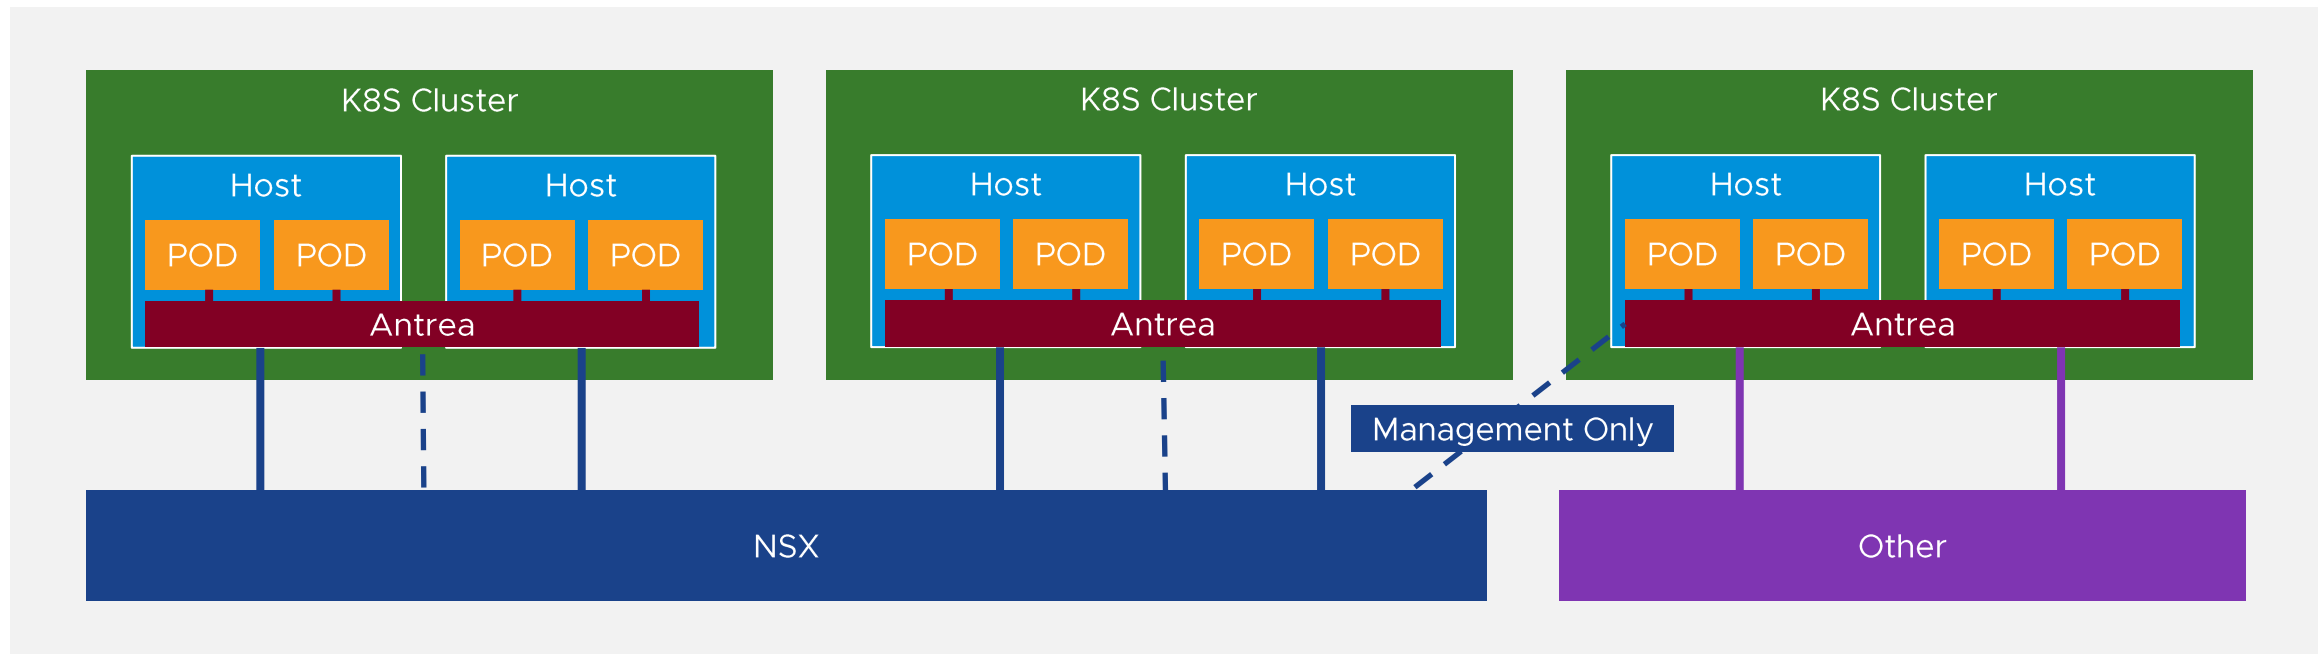 K8S Cluster
Host
Host
POD
POD
POD
POD
Antrea
K8S Cluster
Host
Host
POD
POD
POD
POD
Antrea
K8S Cluster
Host
Host
POD
POD
POD
POD
Antrea
Management Only
NSX
Other